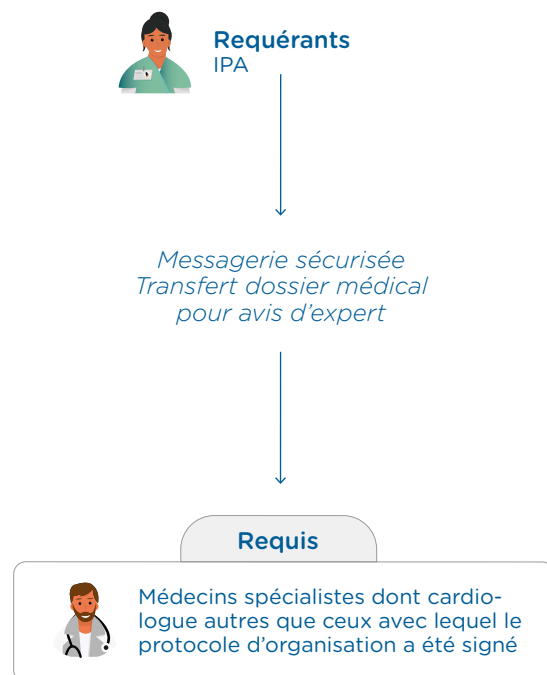 Requérants
IPA
Messagerie sécurisée
Transfert dossier médical
pour avis d'expert
Requis
Médecins spécialistes dont cardio-
logue autres que ceux avec lequel le
protocole d'organisation a été signé